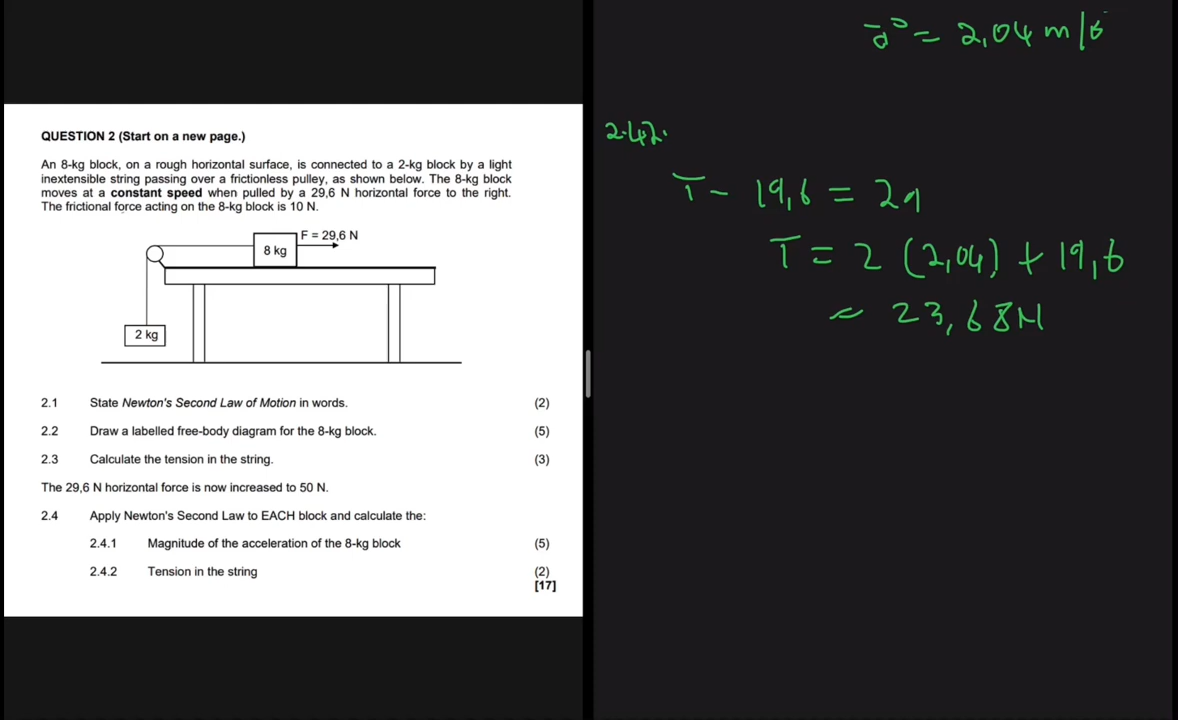 QUESTION 2 (Start on a new page.)
An 8-kg block, on a rough horizontal surface, is connected to a 2-kg block by a light
inextensible string passing over a frictionless pulley, as shown below. The 8-kg block
moves at a constant speed when pulled by a 29,6 N horizontal force to the right.
The frictional force acting on the 8-kg block is 10 N.
F = 29,6 N
8 kg
2 kg
2.1 State Newton's Second Law of Motion in words. (2)
2.2 Draw a labelled free-body diagram for the 8-kg block. (5)
2.3 Calculate the tension in the string. (3)
The 29,6 N horizontal force is now increased to 50 N.
2.4 Apply Newton's Second Law to EACH block and calculate the:
2.4.1 Magnitude of the acceleration of the 8-kg block (5)
2.4.2 Tension in the string (2)
[17]
= 2,04 m/s
2.42.
T - 19,6 = 2a
T = 2 (2,04) + 19,6
= 23,68N